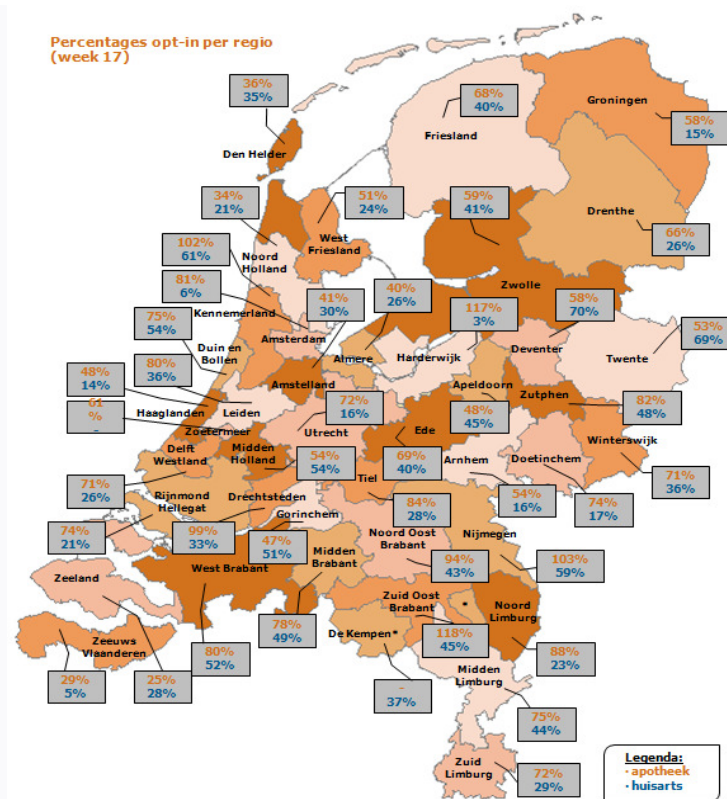 Percentages opt-in per regio
(week 17)
36%
35%
Den Helder
68%
40%
Friesland
Groningen
58%
15%
34%
21%
51%
24%
59%
41%
Drenthe
66%
26%
West
Friesland
Noord
Holland
102%
61%
81%
6%
Kennemerland
41%
30%
40%
26%
Zwolle
117%
3%
58%
70%
75%
54%
Amsterdam
Almere
Harderwijk
Deventer
53%
69%
Twente
Duin en
Bollen
48%
14%
80%
36%
Amstelland
Apeldoorn
Zutphen
82%
48%
61
%
-
Haaglanden
Leiden
72%
16%
Utrecht
48%
45%
Zoetermeer
Ede
Winterswijk
Delft
Westland
Midden
Holland
54%
54%
69%
40%
Arnhem
Doetinchem
71%
36%
71%
26%
Rijnmond
Hellegat
Drechtsteden
Tiel
84%
28%
54%
16%
74%
17%
74%
21%
99%
33%
Gorinchem
47%
51%
Noord Oost
Brabant
Nijmegen
Midden
Brabant
94%
43%
103%
59%
West Brabant
Zeeland
Zuid Oost
Brabant
*
Noord
Limburg
Zeeuws
Vlaanderen
78%
49%
De Kempen*
118%
45%
80%
52%
88%
23%
29%
5%
25%
28%
-
37%
Midden
Limburg
75%
44%
Zuid
Limburg
72%
29%
Legenda:
- apotheek
- huisarts